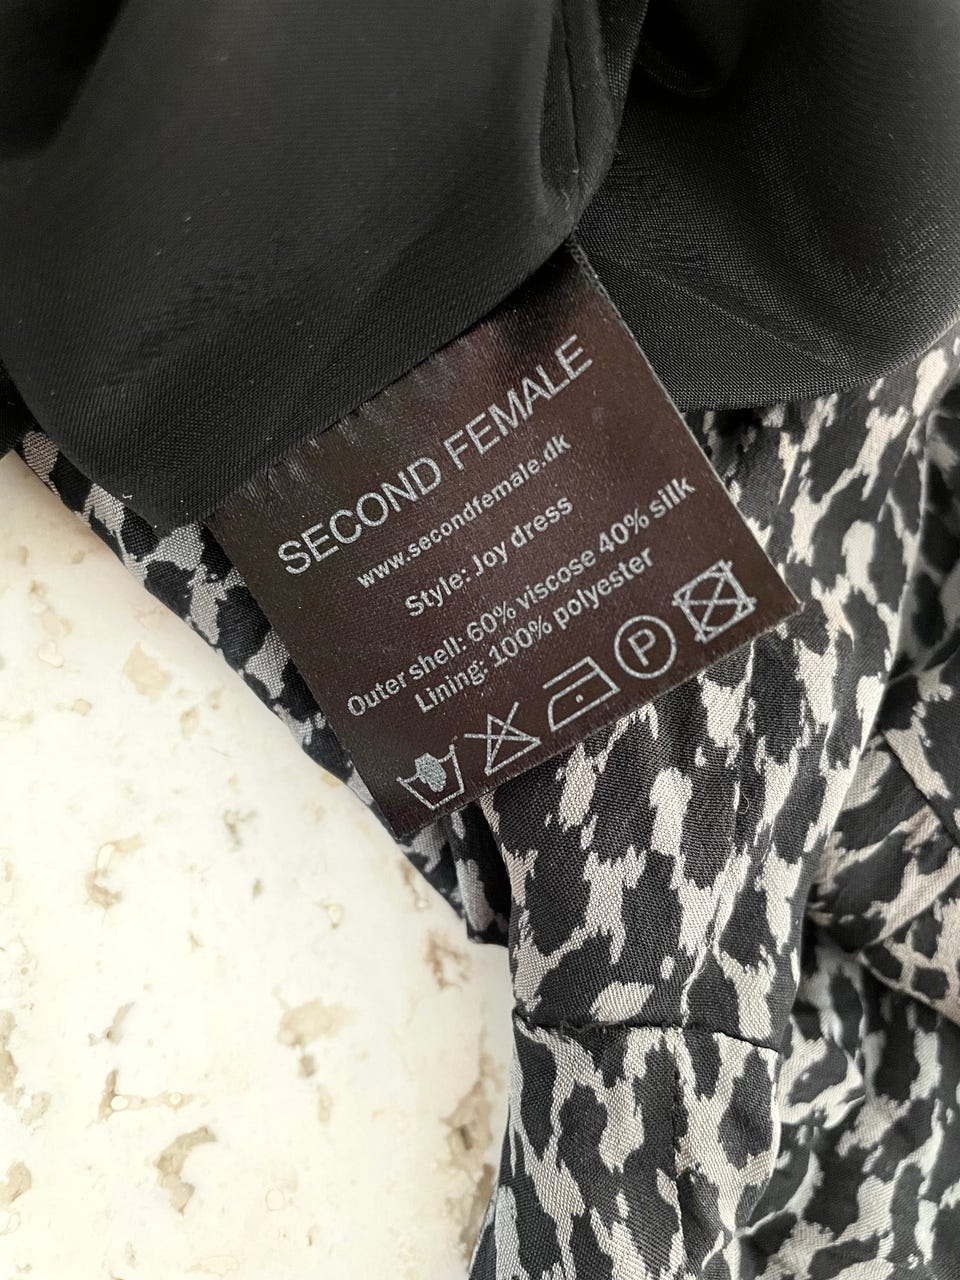 SECOND FEMALE
www.secondfemale.dk
Style: Joy dress
Outer shell: 60% viscose 40% silk
Lining: 100% polyester
P